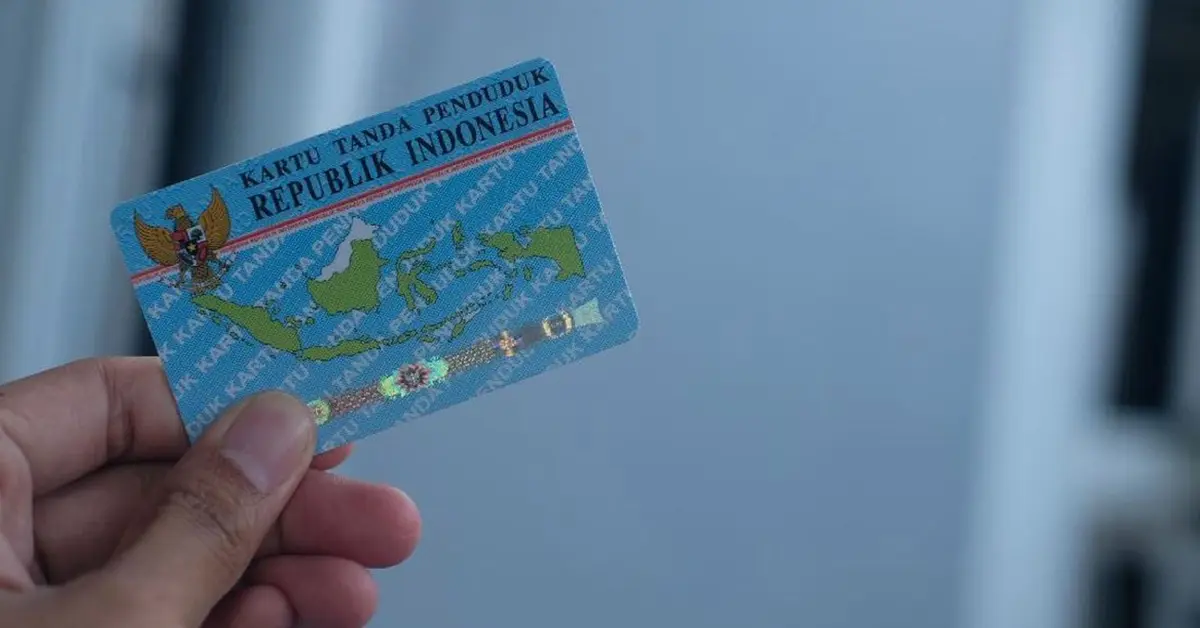 KARTU TANDA PENDUDUK
REPUBLIK INDONESIA